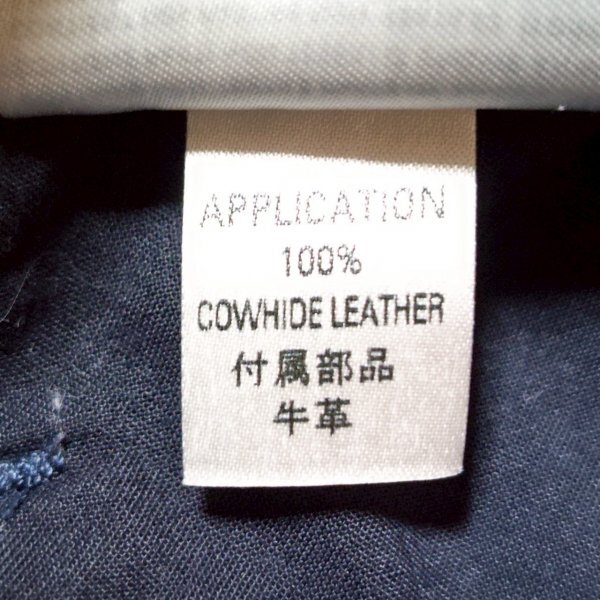 APPLICATION
100%
COWHIDE LEATHER
付属部品
牛革